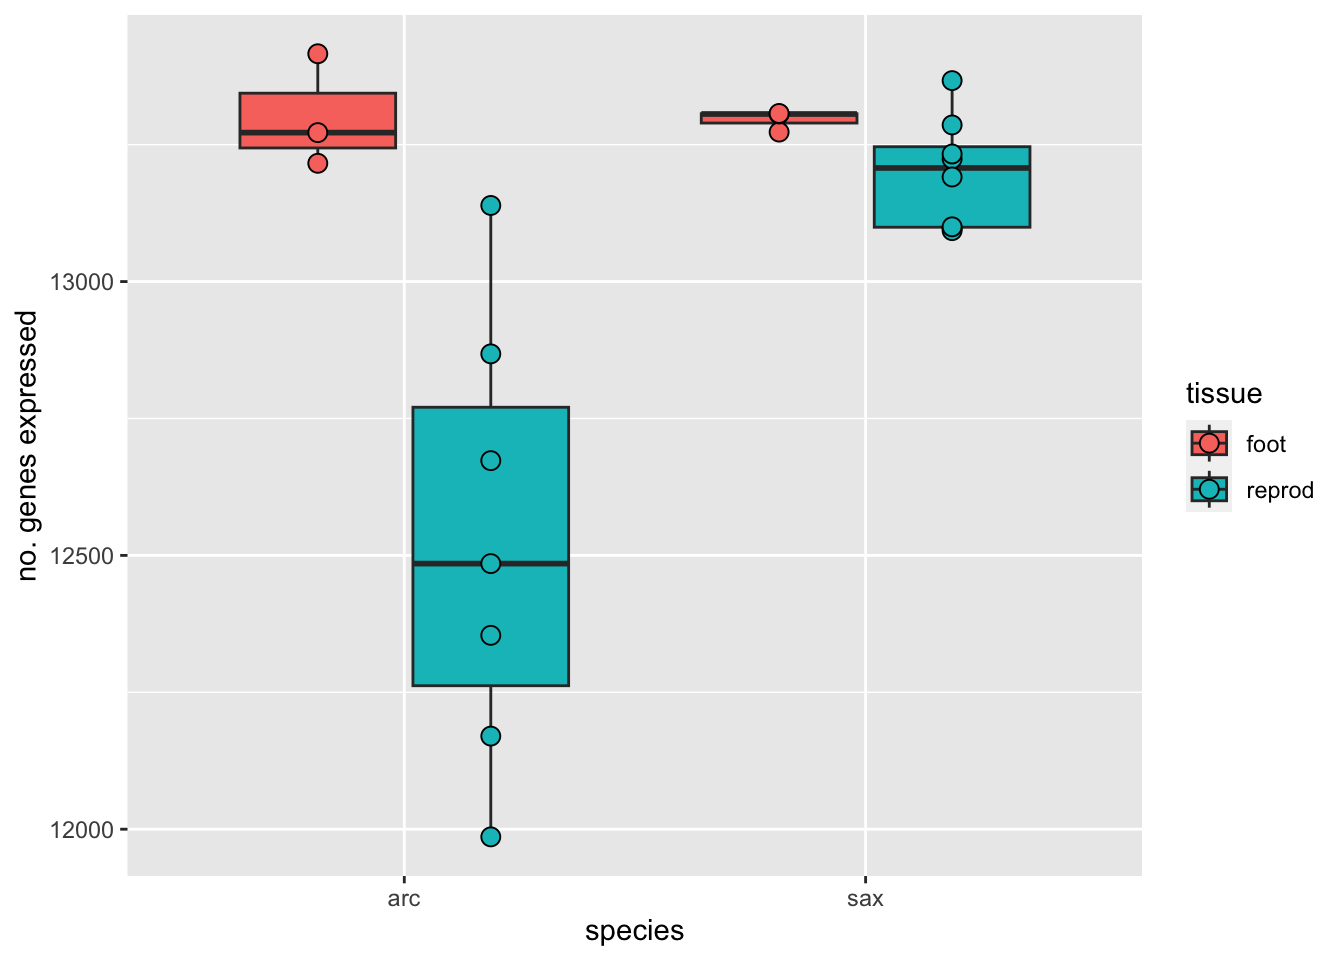 no. genes expressed
13000
12500
12000
arc
sax
species
tissue
foot
reprod